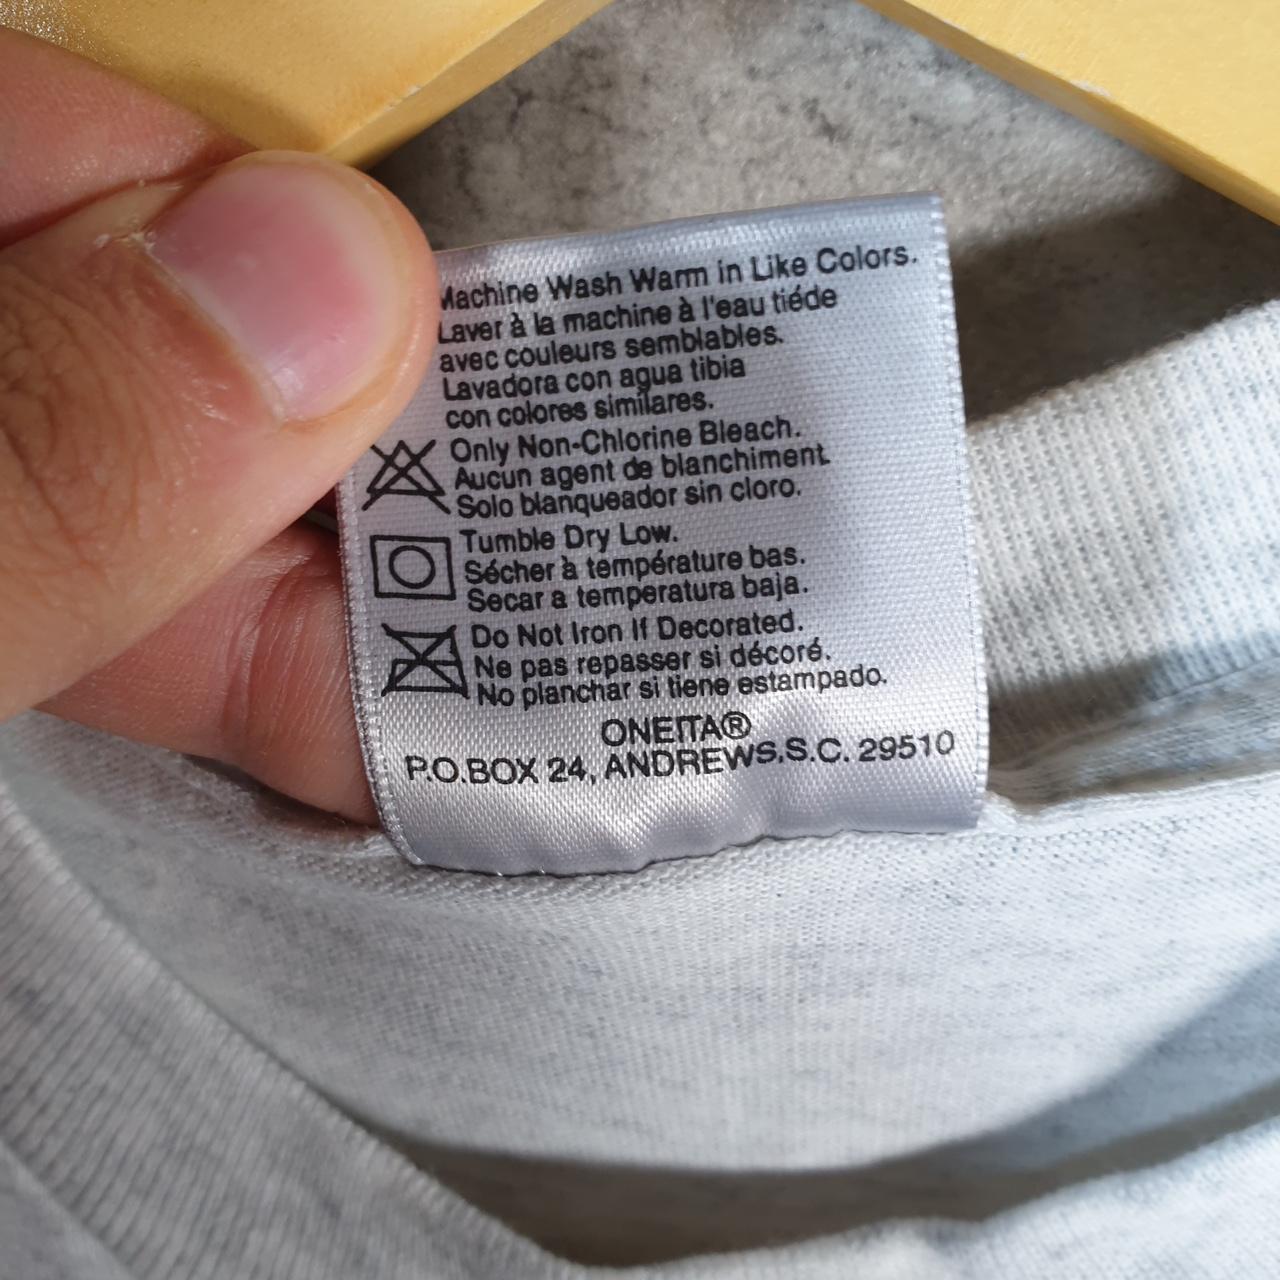 Machine Wash Warm in Like Colors.
Laver à la machine à l'eau tiéde
avec couleurs semblables.
Lavadora con agua tibia
con colores similares.
Only Non-Chlorine Bleach.
Aucun agent de blanchiment.
Solo blanqueador sin cloro.
Tumble Dry Low.
Sécher à température bas.
Secar a temperatura baja.
Do Not Iron If Decorated.
Ne pas repasser si décoré.
No planchar si tiene estampado.
ONEITA®
P.O.BOX 24, ANDREWS.S.C. 29510